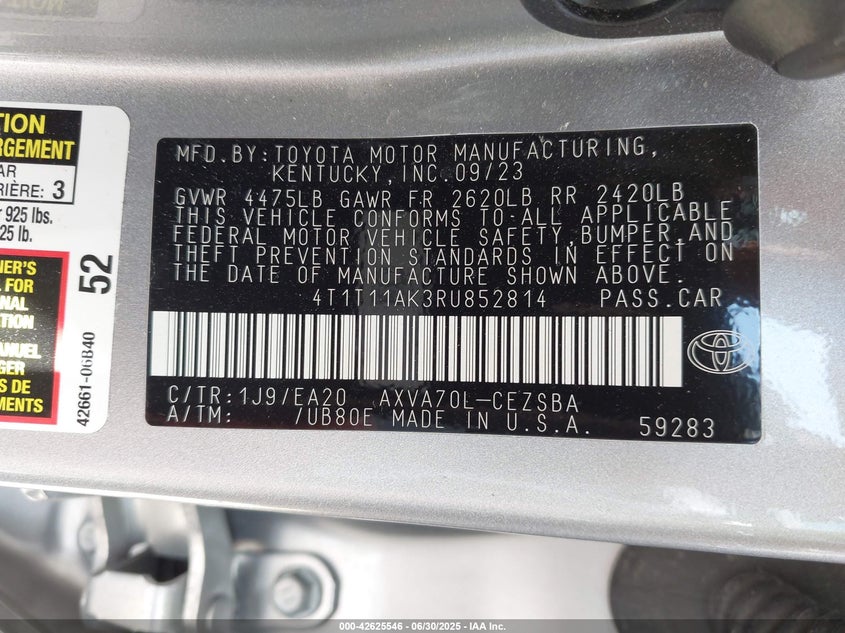 MFD.BY:TOYOTA MOTOR MANUFACTURING,
KENTUCKY,INC.09/23
GVWR 4475LB GAWR FR 2620LB RR 2420LB
THIS VEHICLE CONFORMS TO ALL APPLICABLE
FEDERAL MOTOR VEHICLE SAFETY,BUMPER,AND
THEFT PREVENTION STANDARDS IN EFFECT ON
THE DATE OF MANUFACTURE SHOWN ABOVE.
4T1T11AK3RU852814 PASS.CAR
C/TR:1J9/EA20 AXVA70L-CEZSBA
A/TM: /UB80E MADE IN U.S.A. 59283
TION
RGEMENT
AR
RIÈRE: 3
925 lbs.
25 lb.
NER'S
FOR
NAL
TION
ANUEL
GER
S DE
EMENTS
52
42661-06B40
000-42625546 - 06/30/2025 - IAA Inc.